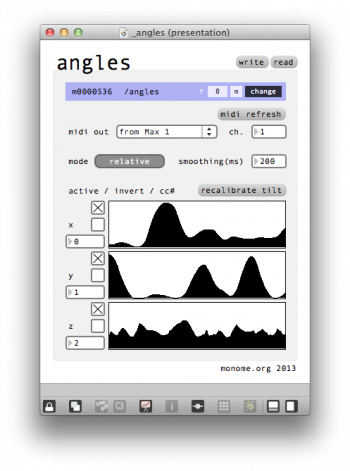 _angles (presentation)
angles
write read
m0000536 /angles r 0 m change
midi refresh
midi out from Max 1 ch. 1
mode relative smoothing(ms) 200
active / invert / cc# recalibrate tilt
x
0
y
1
z
2
monome.org 2013